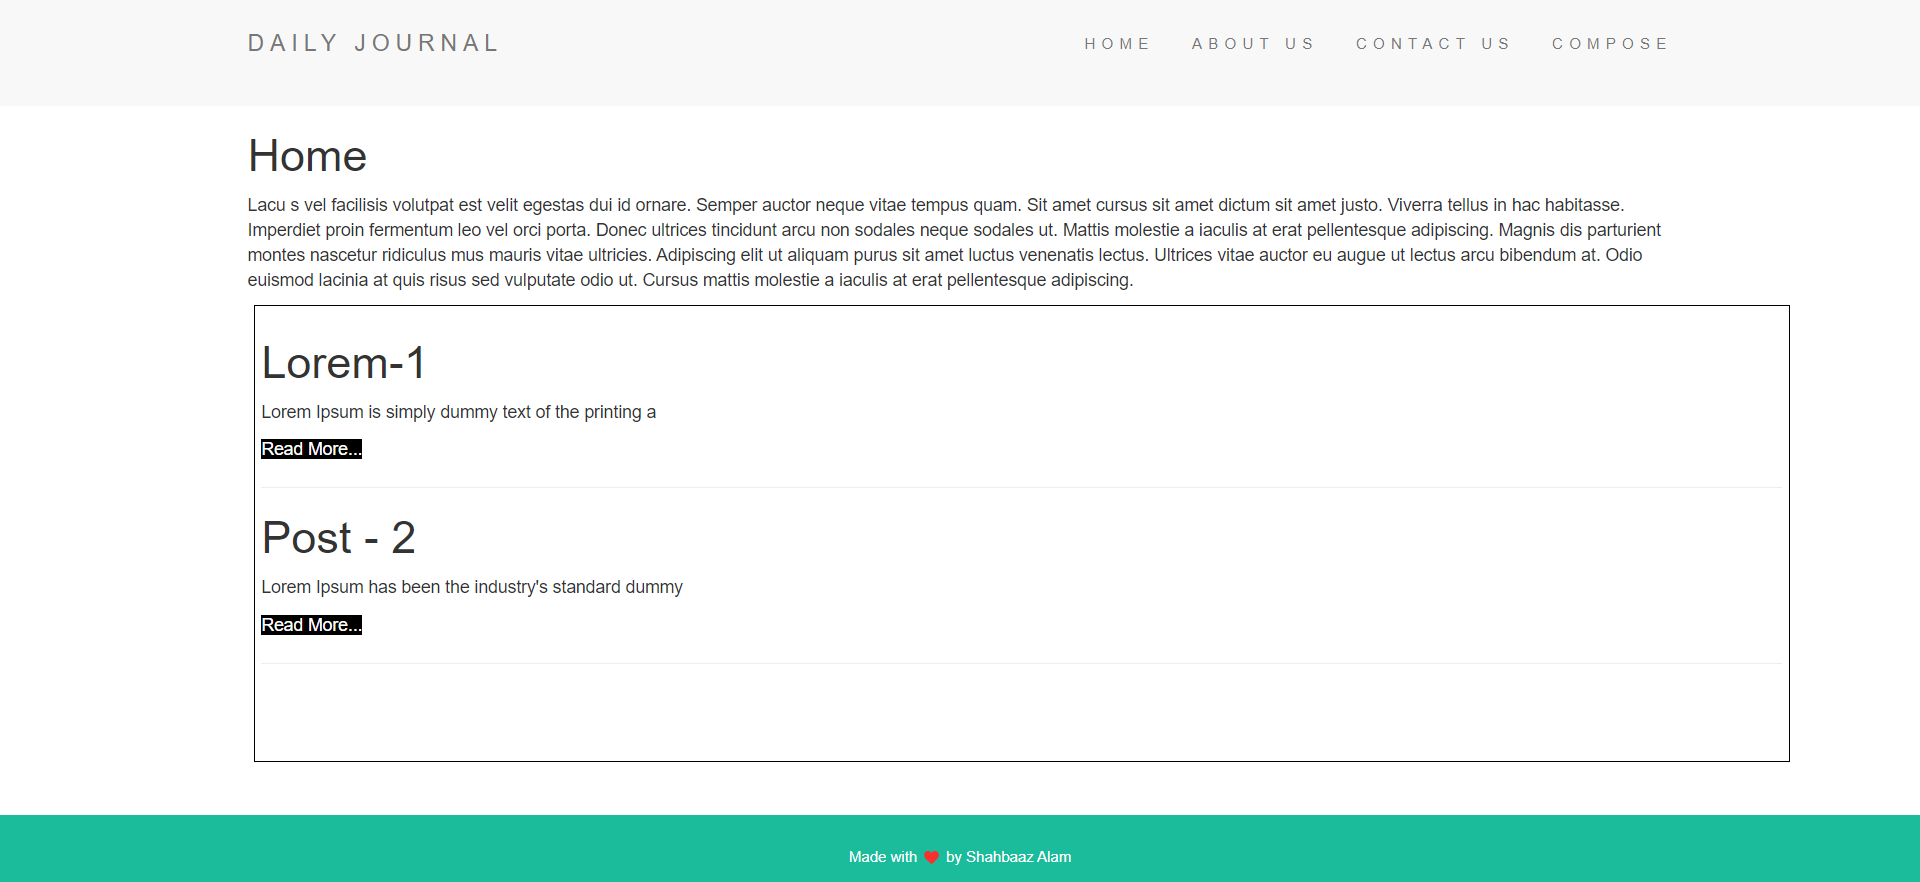 DAILY JOURNAL
HOME ABOUT US CONTACT US COMPOSE
Home
Lacu s vel facilisis volutpat est velit egestas dui id ornare. Semper auctor neque vitae tempus quam. Sit amet cursus sit amet dictum sit amet justo. Viverra tellus in hac habitasse.
Imperdiet proin fermentum leo vel orci porta. Donec ultrices tincidunt arcu non sodales neque sodales ut. Mattis molestie a iaculis at erat pellentesque adipiscing. Magnis dis parturient
montes nascetur ridiculus mus mauris vitae ultricies. Adipiscing elit ut aliquam purus sit amet luctus venenatis lectus. Ultrices vitae auctor eu augue ut lectus arcu bibendum at. Odio
euismod lacinia at quis risus sed vulputate odio ut. Cursus mattis molestie a iaculis at erat pellentesque adipiscing.
Lorem-1
Lorem Ipsum is simply dummy text of the printing a
Read More...
Post - 2
Lorem Ipsum has been the industry's standard dummy
Read More...
Made with ❤ by Shahbaaz Alam